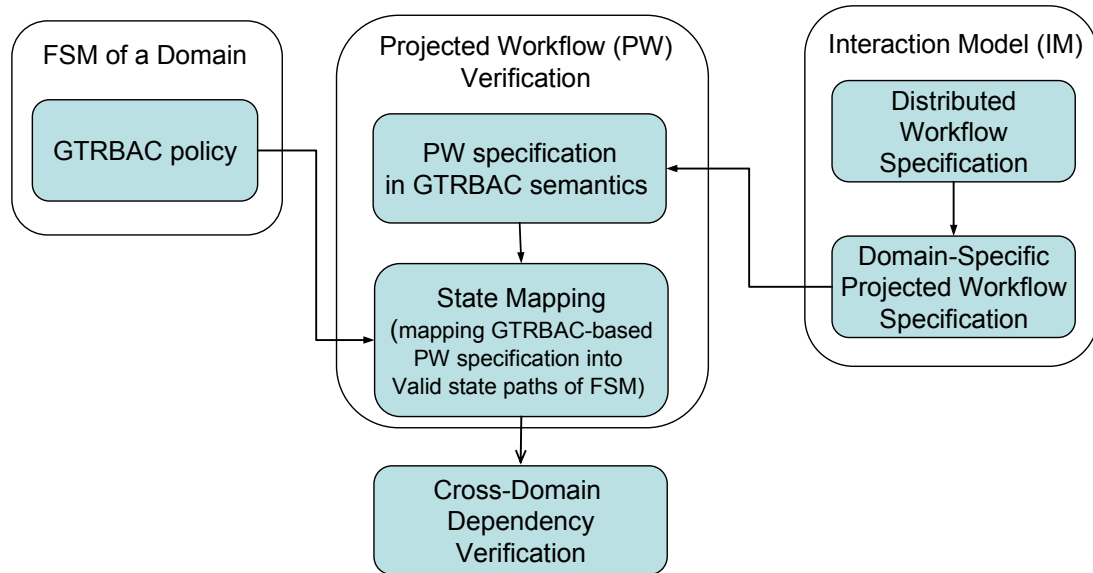 FSM of a Domain
GTRBAC policy
Projected Workflow (PW)
Verification
PW specification
in GTRBAC semantics
State Mapping
(mapping GTRBAC-based
PW specification into
Valid state paths of FSM)
Cross-Domain
Dependency
Verification
Interaction Model (IM)
Distributed
Workflow
Specification
Domain-Specific
Projected Workflow
Specification